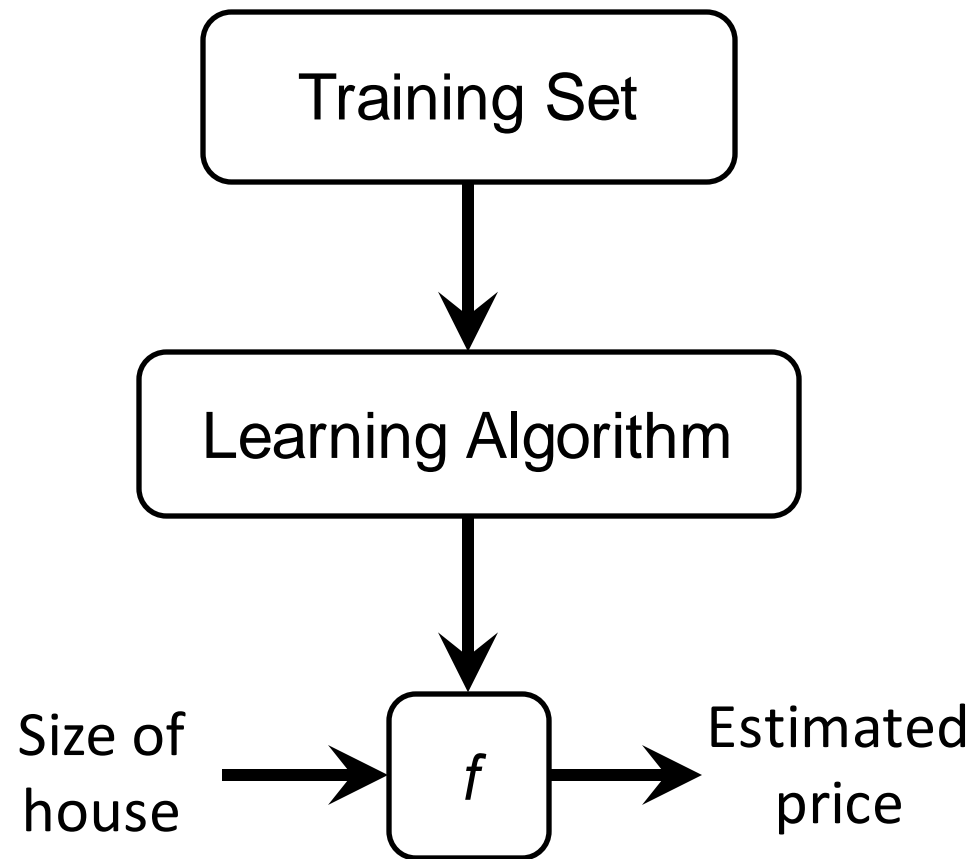 Training Set
Learning Algorithm
Size of
house
f
Estimated
price